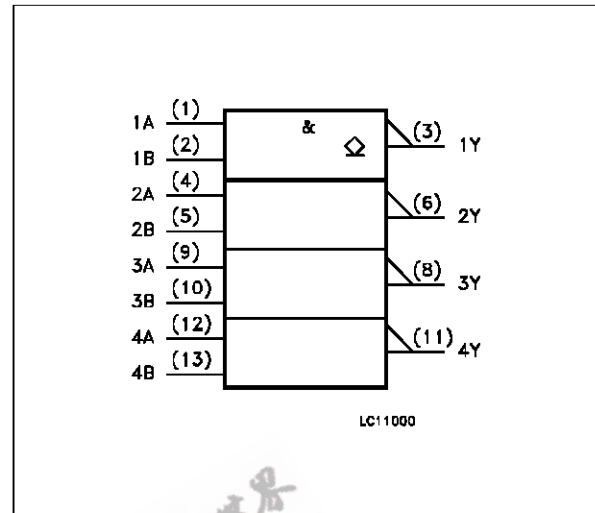 1A (1)
1B (2)
2A (4)
2B (5)
3A (9)
3B (10)
4A (12)
4B (13)
&
(3) 1Y
(6) 2Y
(8) 3Y
(11) 4Y
LC11000